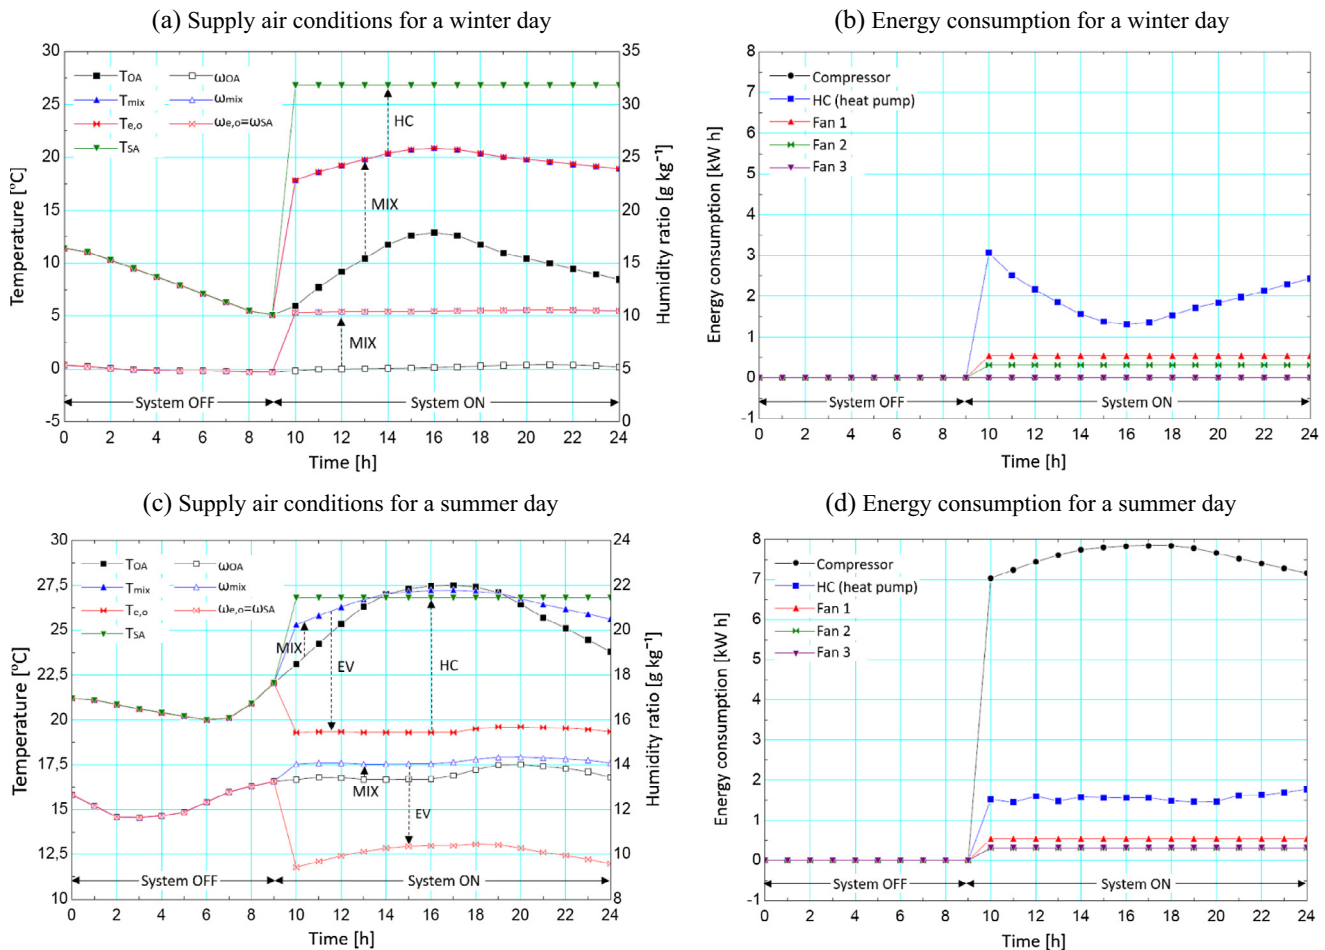 (a) Supply air conditions for a winter day
30
25
20
15
10
5
0
-5
Temperature [°C]
35
30
25
20
15
10
5
0
Humidity ratio [g kg⁻¹]
TOA
ωOA
Tmix
ωmix
Te,o
ωe,o=ωSA
TSA
HC
MIX
MIX
System OFF
System ON
0 2 4 6 8 10 12 14 16 18 20 22 24
Time [h]
(b) Energy consumption for a winter day
8
7
6
5
4
3
2
1
0
-1
Energy consumption [kW h]
Compressor
HC (heat pump)
Fan 1
Fan 2
Fan 3
System OFF
System ON
0 2 4 6 8 10 12 14 16 18 20 22 24
Time [h]
(c) Supply air conditions for a summer day
30
27,5
25
22,5
20
17,5
15
12,5
10
Temperature [°C]
24
22
20
18
16
14
12
10
8
Humidity ratio [g kg⁻¹]
TOA
ωOA
Tmix
ωmix
Te,o
ωe,o=ωSA
TSA
MIX
EV
HC
MIX
EV
System OFF
System ON
0 2 4 6 8 10 12 14 16 18 20 22 24
Time [h]
(d) Energy consumption for a summer day
8
7
6
5
4
3
2
1
0
-1
Energy consumption [kW h]
Compressor
HC (heat pump)
Fan 1
Fan 2
Fan 3
System OFF
System ON
0 2 4 6 8 10 12 14 16 18 20 22 24
Time [h]